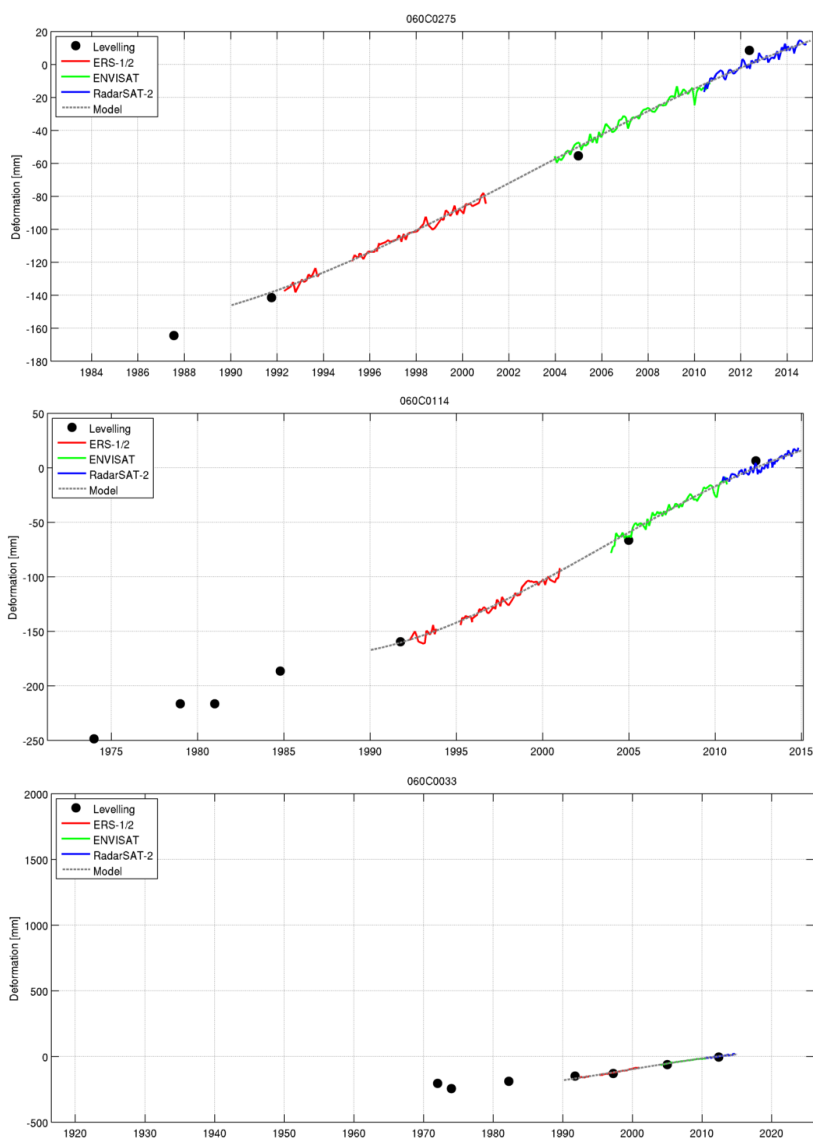 060C0275
20
0
-20
-40
-60
-80
-100
-120
-140
-160
-180
Deformation [mm]
Levelling
ERS-1/2
ENVISAT
RadarSAT-2
Model
1984 1986 1988 1990 1992 1994 1996 1998 2000 2002 2004 2006 2008 2010 2012 2014
060C0114
50
0
-50
-100
-150
-200
-250
Deformation [mm]
Levelling
ERS-1/2
ENVISAT
RadarSAT-2
Model
1975 1980 1985 1990 1995 2000 2005 2010 2015
060C0033
2000
1500
1000
500
0
-500
Deformation [mm]
Levelling
ERS-1/2
ENVISAT
RadarSAT-2
Model
1920 1930 1940 1950 1960 1970 1980 1990 2000 2010 2020